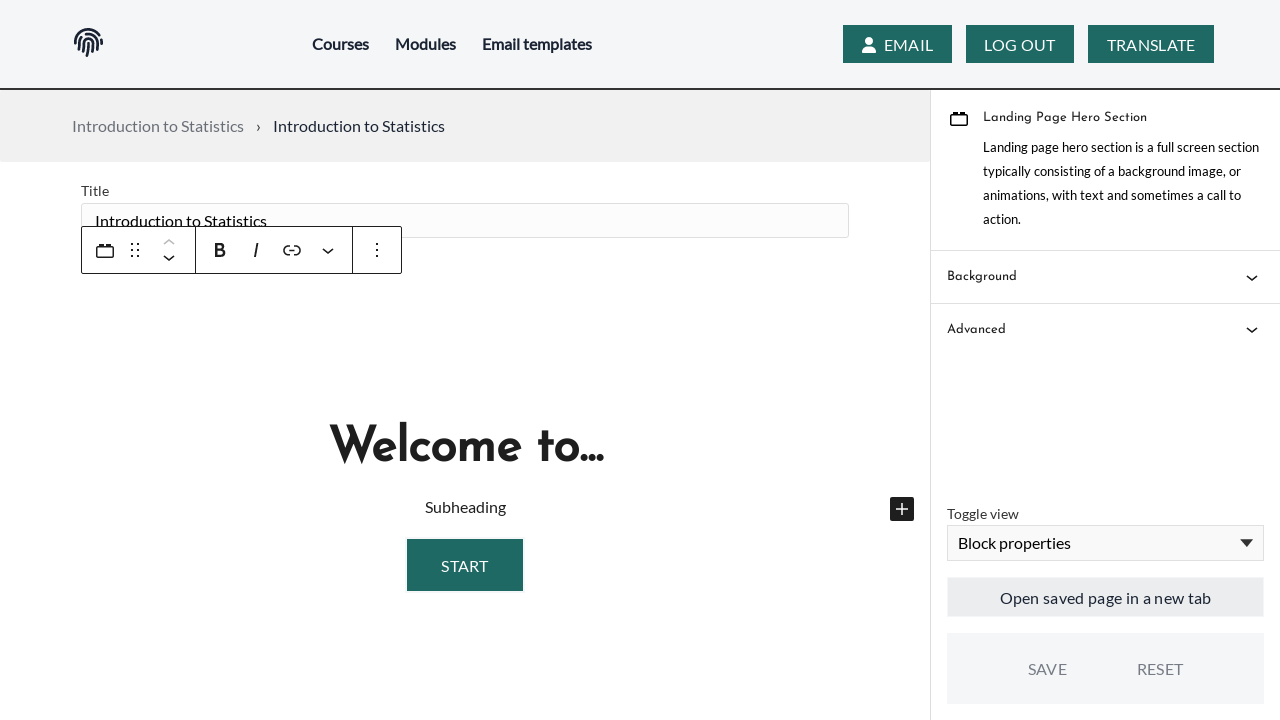 Courses Modules Email templates EMAIL LOG OUT TRANSLATE
Introduction to Statistics › Introduction to Statistics
Title
Introduction to Statistics
B I
Welcome to...
Subheading
START
Landing Page Hero Section
Landing page hero section is a full screen section
typically consisting of a background image, or
animations, with text and sometimes a call to
action.
Background
Advanced
Toggle view
Block properties
Open saved page in a new tab
SAVE RESET